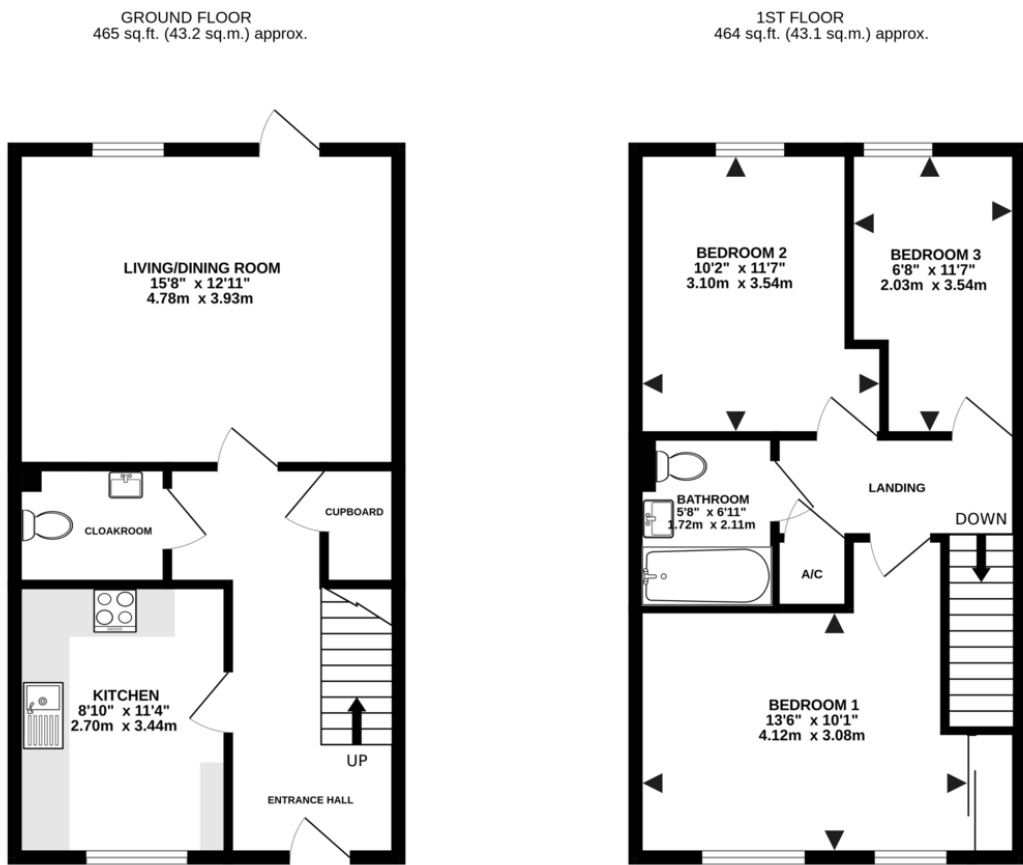 GROUND FLOOR
465 sq.ft. (43.2 sq.m.) approx.
LIVING/DINING ROOM
15'8" x 12'11"
4.78m x 3.93m
CLOAKROOM
CUPBOARD
KITCHEN
8'10" x 11'4"
2.70m x 3.44m
UP
ENTRANCE HALL
1ST FLOOR
464 sq.ft. (43.1 sq.m.) approx.
BEDROOM 2
10'2" x 11'7"
3.10m x 3.54m
BEDROOM 3
6'8" x 11'7"
2.03m x 3.54m
BATHROOM
5'8" x 6'11"
1.72m x 2.11m
LANDING
DOWN
A/C
BEDROOM 1
13'6" x 10'1"
4.12m x 3.08m